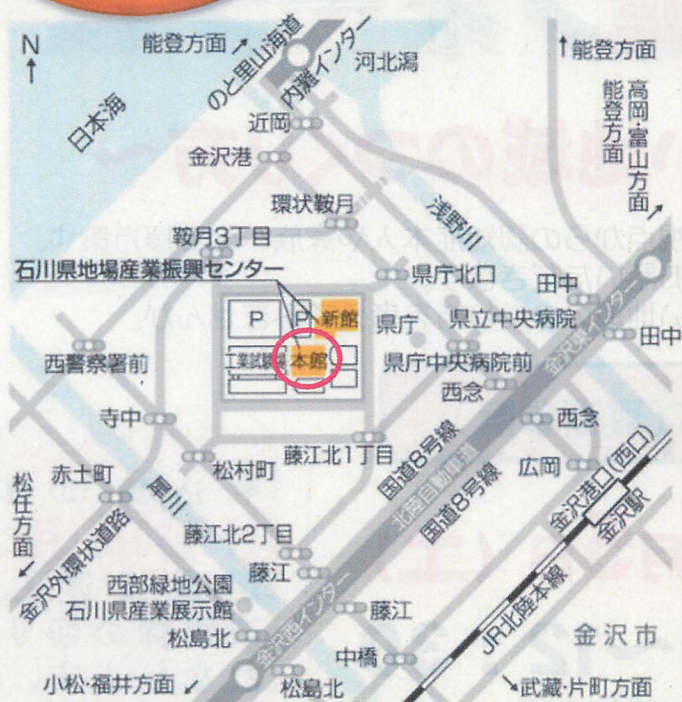 N
能登方面
のと里山海道
内灘インター
河北潟
能登方面
高岡・富山方面
能登方面
日本海
近岡
金沢港
環状鞍月
浅野川
鞍月3丁目
石川県地場産業振興センター
県庁北口
田中
P
P
新館
県庁
県立中央病院
金沢東インター
田中
西警察署前
工業試験場
本館
県庁中央病院前
西念
寺中
西念
藤江北1丁目
国道8号線
北陸自動車道
国道8号線
広岡
金沢港口(西口)
金沢駅
松村町
赤土町
犀川
松任方面
金沢外環状道路
藤江北2丁目
藤江
西部緑地公園
石川県産業展示館
藤江
JR北陸本線
金沢市
松島北
金沢西インター
中橋
小松・福井方面
松島北
武蔵・片町方面